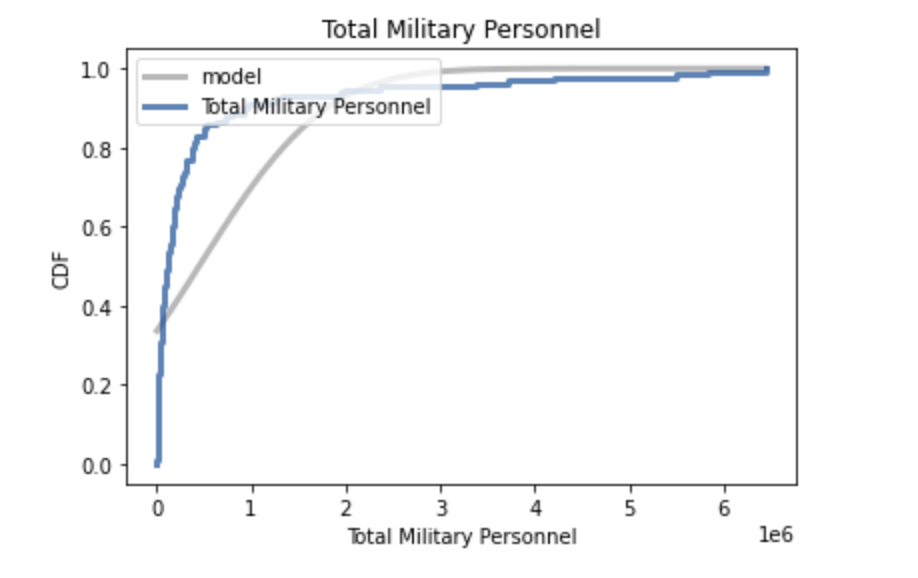 Total Military Personnel
1.0
model
Total Military Personnel
0.8
0.6
CDF
0.4
0.2
0.0
0 1 2 3 4 5 6
Total Military Personnel
1e6